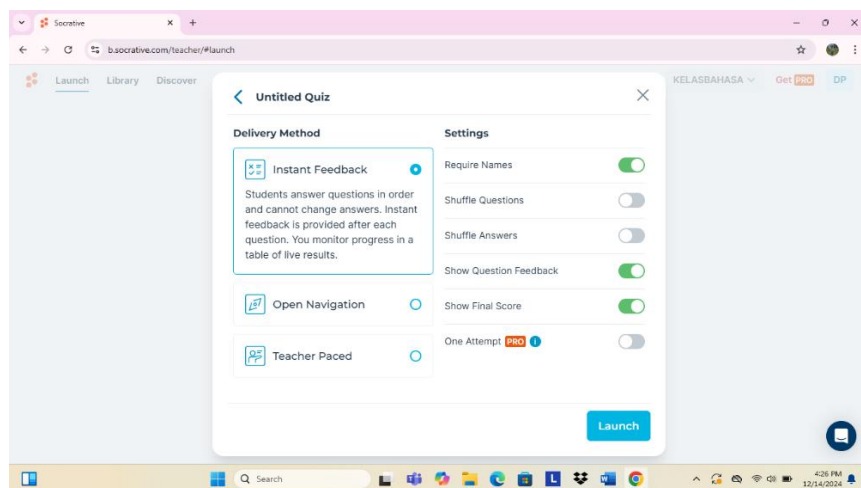 Socrative
b.socrative.com/teacher/#launch
Launch Library Discover
KELASBAHASA
Get PRO
DP
Untitled Quiz
Delivery Method
Instant Feedback
Students answer questions in order
and cannot change answers. Instant
feedback is provided after each
question. You monitor progress in a
table of live results.
Open Navigation
Teacher Paced
Settings
Require Names
Shuffle Questions
Shuffle Answers
Show Question Feedback
Show Final Score
One Attempt PRO
Launch
Search
4:26 PM
12/14/2024